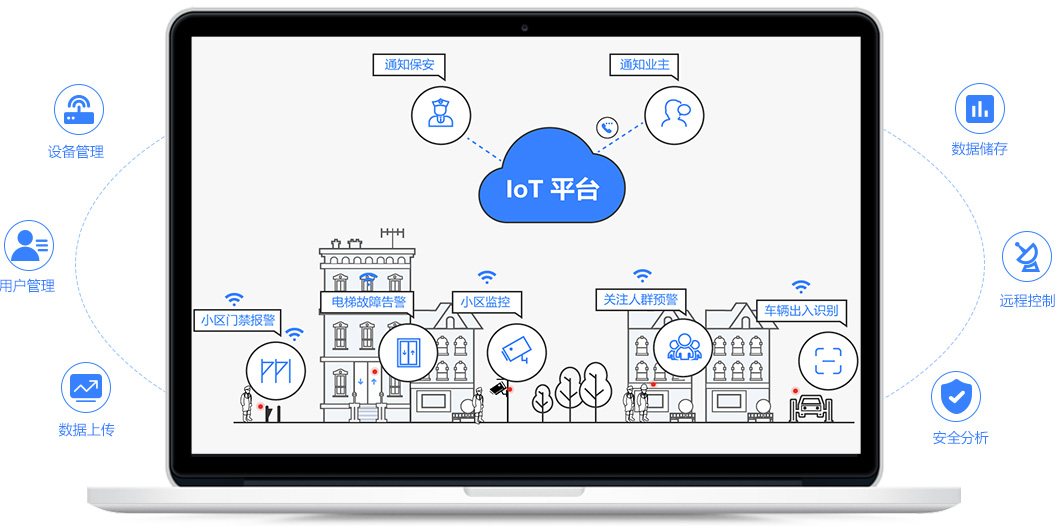 通知保安
通知业主
IoT 平台
设备管理
用户管理
数据上传
数据储存
远程控制
安全分析
小区门禁报警
电梯故障告警
小区监控
关注人群预警
车辆出入识别